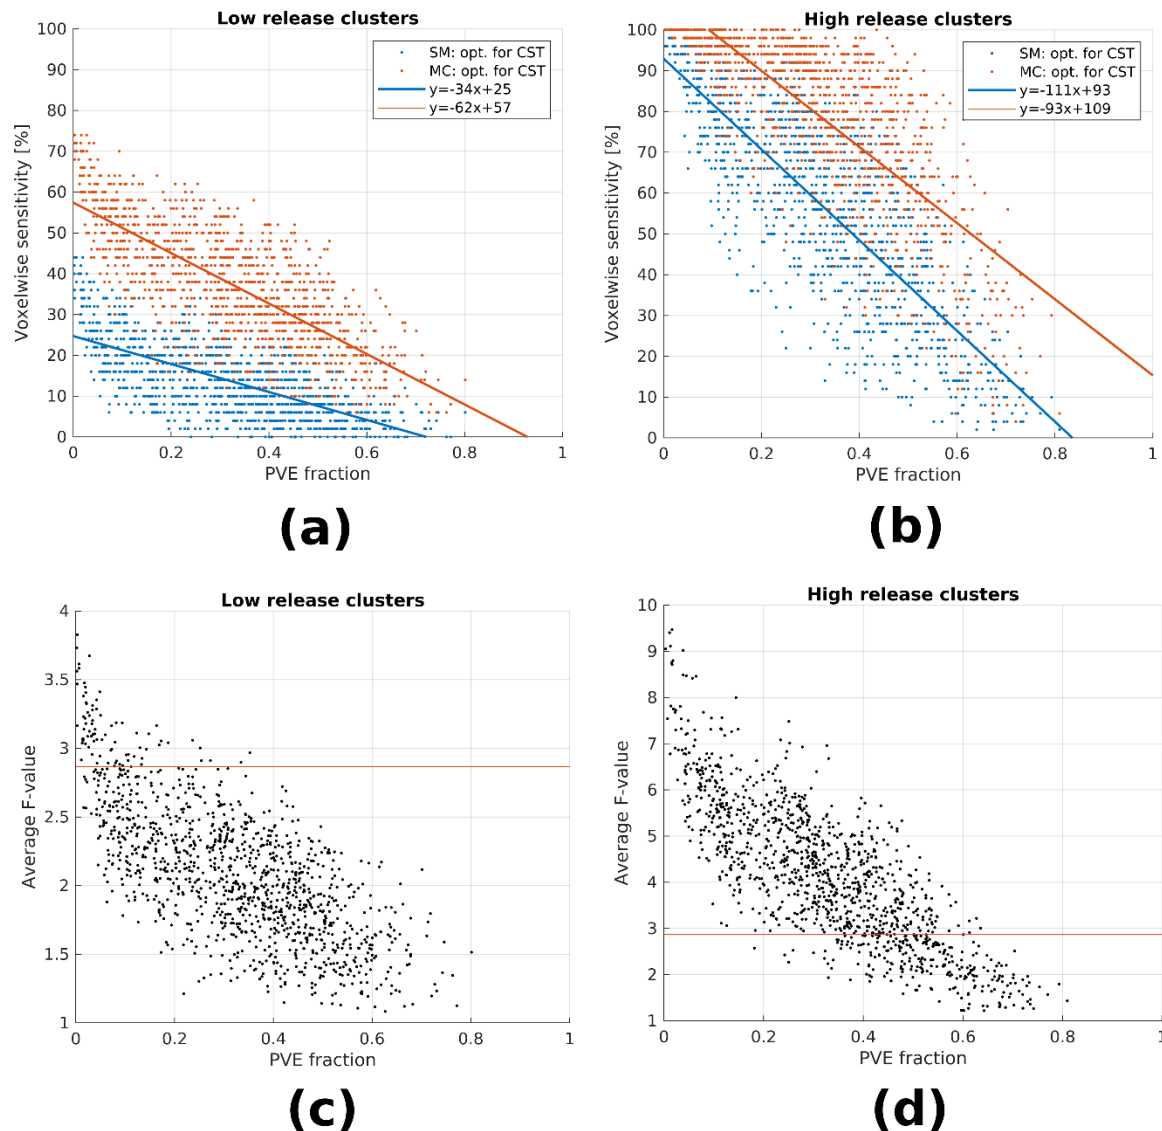 Low release clusters
100
90
80
70
60
50
40
30
20
10
0
Voxelwise sensitivity [%]
SM: opt. for CST
MC: opt. for CST
y=-34x+25
y=-62x+57
0 0.2 0.4 0.6 0.8 1
PVE fraction
(a)
High release clusters
100
90
80
70
60
50
40
30
20
10
0
Voxelwise sensitivity [%]
SM: opt. for CST
MC: opt. for CST
y=-111x+93
y=-93x+109
0 0.2 0.4 0.6 0.8 1
PVE fraction
(b)
Low release clusters
4
3.5
3
2.5
2
1.5
1
Average F-value
0 0.2 0.4 0.6 0.8 1
PVE fraction
(c)
High release clusters
10
9
8
7
6
5
4
3
2
1
Average F-value
0 0.2 0.4 0.6 0.8 1
PVE fraction
(d)